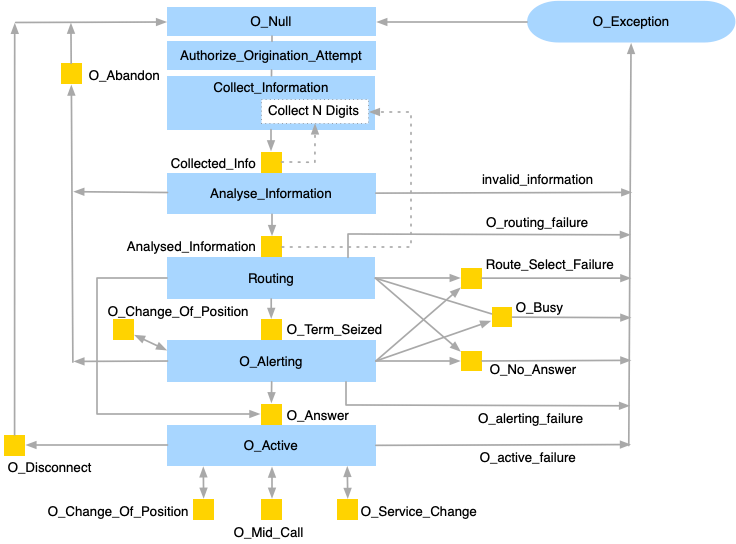 O_Null
O_Exception
Authorize_Origination_Attempt
O_Abandon
Collect_Information
Collect N Digits
Collected_Info
invalid_information
Analyse_Information
O_routing_failure
Analysed_Information
Route_Select_Failure
Routing
O_Change_Of_Position
O_Busy
O_Term_Seized
O_Alerting
O_No_Answer
O_Answer
O_alerting_failure
O_Active
O_active_failure
O_Disconnect
O_Change_Of_Position
O_Service_Change
O_Mid_Call